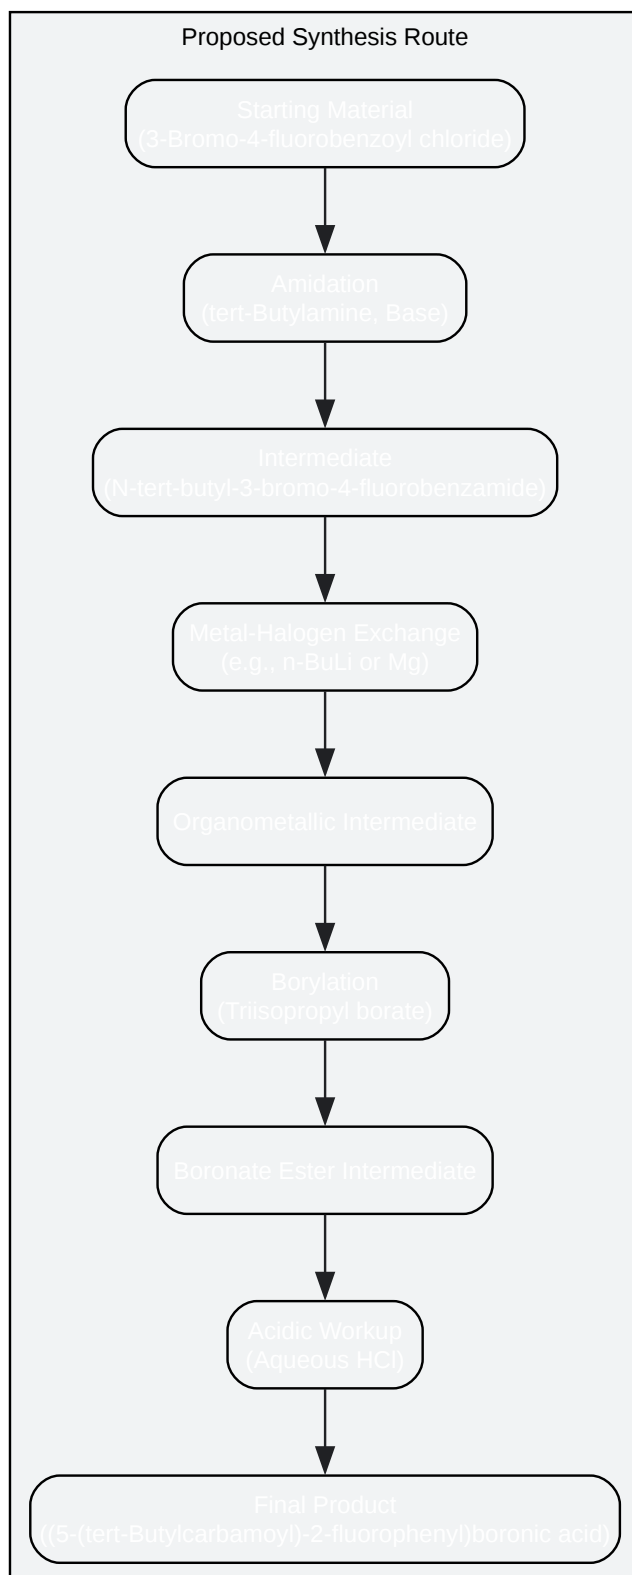 Proposed Synthesis Route
Starting Material
(3-Bromo-4-fluorobenzoyl chloride)
Amidation
(tert-Butylamine, Base)
Intermediate
(N-tert-butyl-3-bromo-4-fluorobenzamide)
Metal-Halogen Exchange
(e.g., n-BuLi or Mg)
Organometallic Intermediate
Borylation
(Triisopropyl borate)
Boronate Ester Intermediate
Acidic Workup
(Aqueous HCl)
Final Product
((5-(tert-Butylcarbamoyl)-2-fluorophenyl)boronic acid)